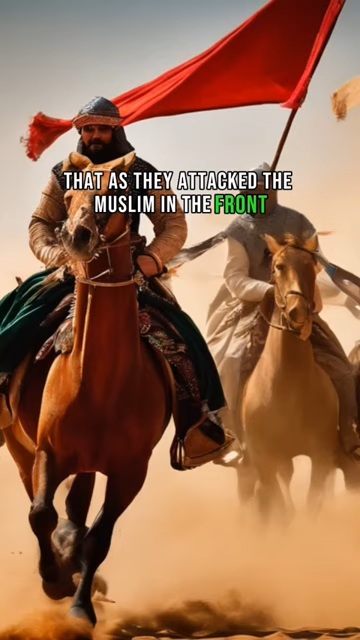 THAT AS THEY ATTACKED THE
MUSLIM IN THE FRONT